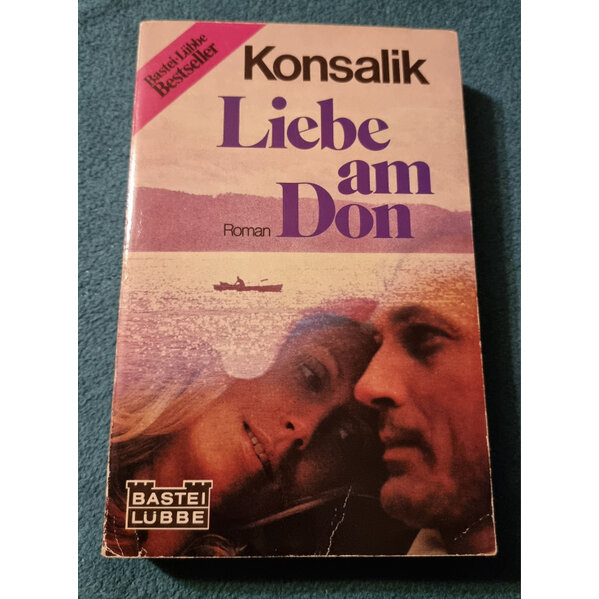 Bastei-Lübbe
Bestseller
Konsalik
Liebe
am
Roman Don
BASTEI
LÜBBE